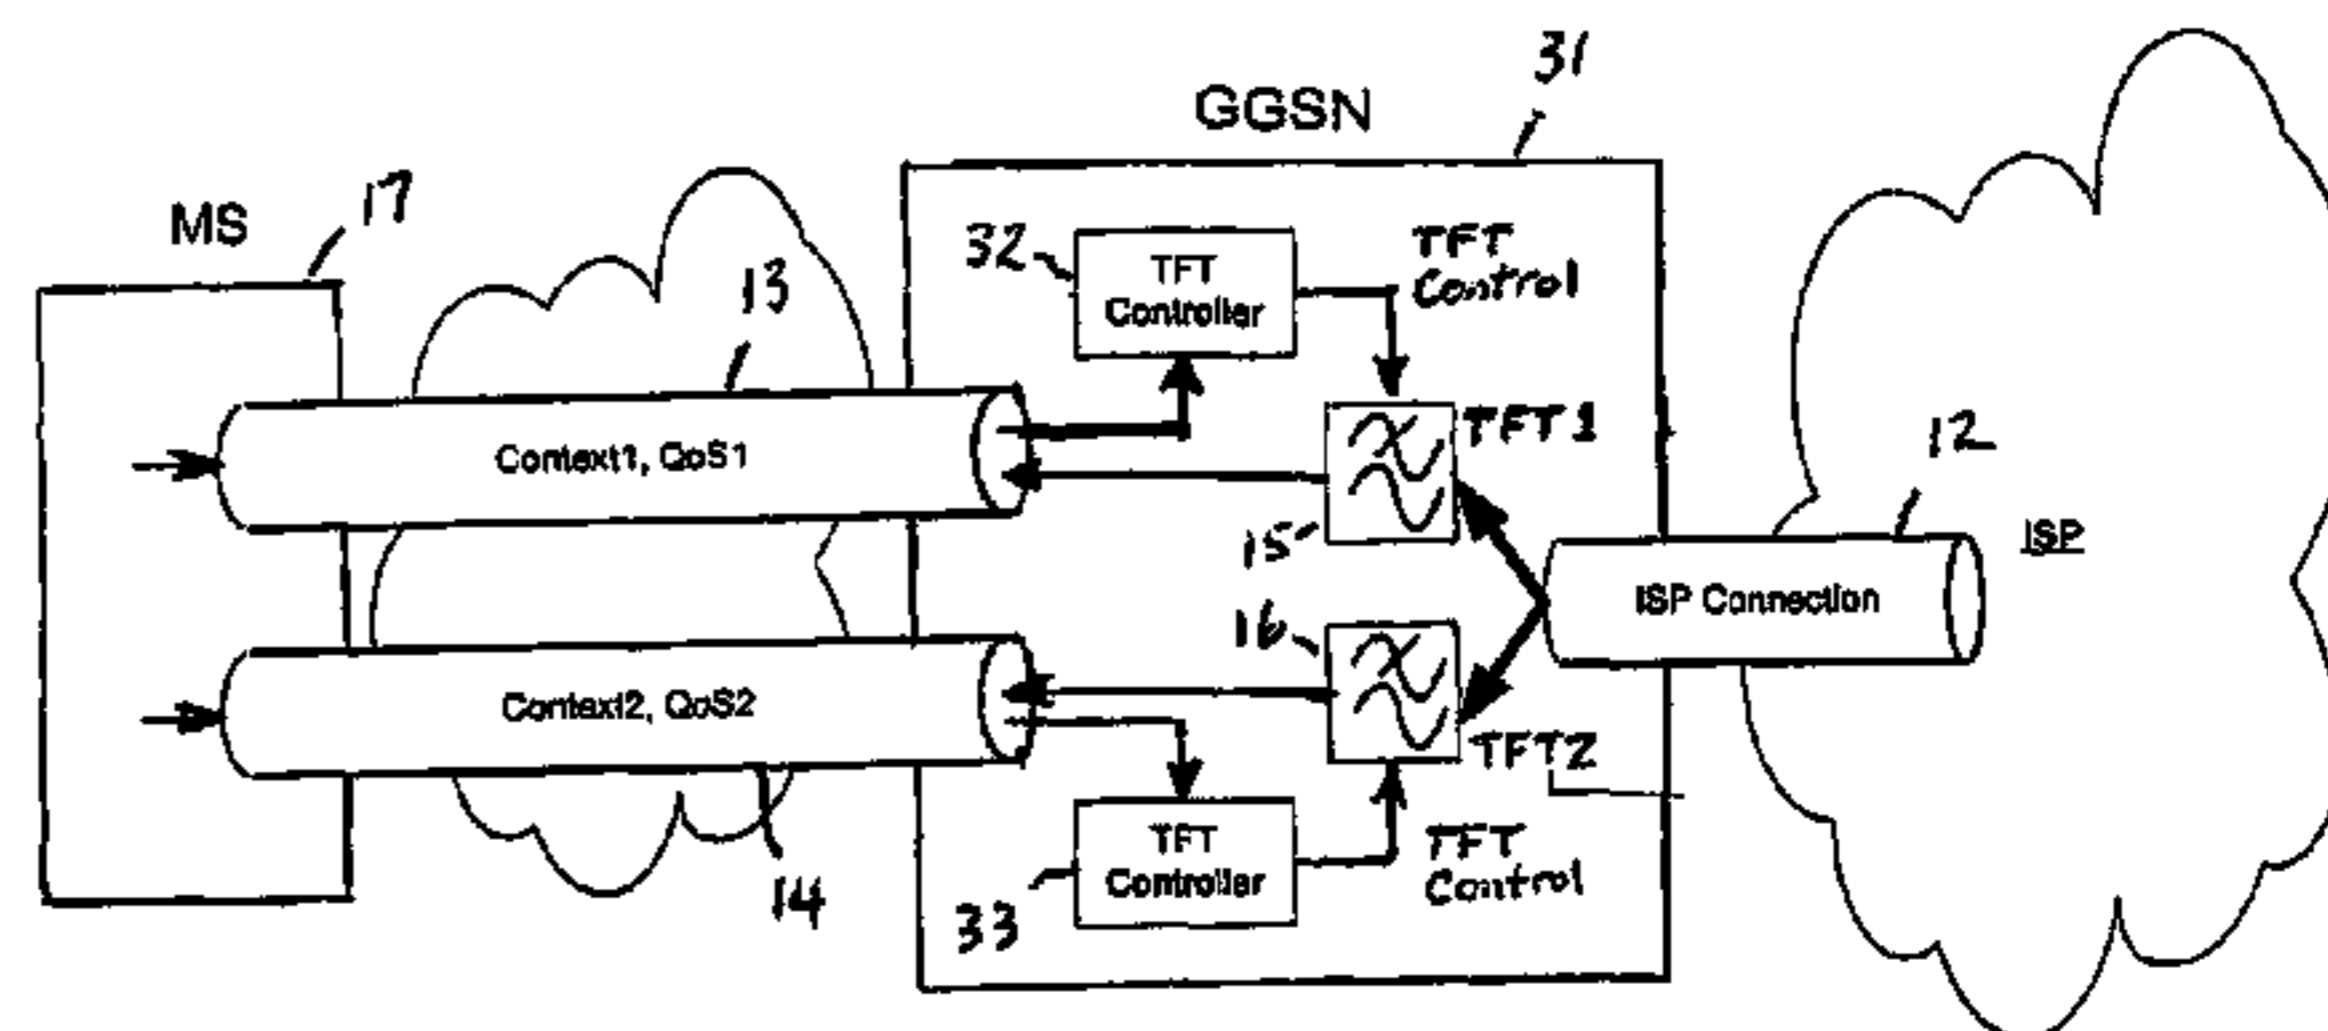 31
GGSN
17
MS
32
TFT
Controller
TFT
Control
13
TFT1
12
Context1, QoS1
15
ISP
ISP Connection
16
Context2, QoS2
TFT2
TFT
Controller
TFT
Control
14
33